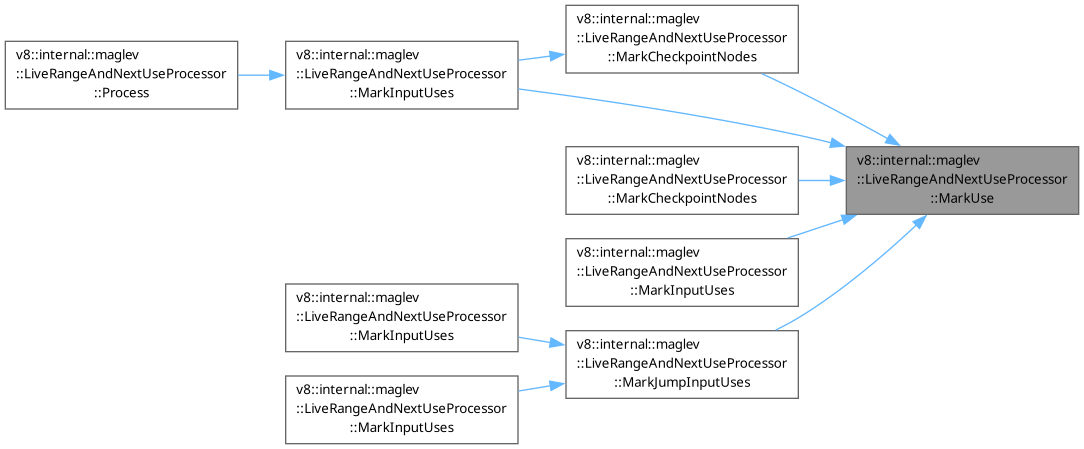 v8::internal::maglev
::LiveRangeAndNextUseProcessor
::Process
v8::internal::maglev
::LiveRangeAndNextUseProcessor
::MarkInputUses
v8::internal::maglev
::LiveRangeAndNextUseProcessor
::MarkCheckpointNodes
v8::internal::maglev
::LiveRangeAndNextUseProcessor
::MarkUse
v8::internal::maglev
::LiveRangeAndNextUseProcessor
::MarkCheckpointNodes
v8::internal::maglev
::LiveRangeAndNextUseProcessor
::MarkInputUses
v8::internal::maglev
::LiveRangeAndNextUseProcessor
::MarkInputUses
v8::internal::maglev
::LiveRangeAndNextUseProcessor
::MarkJumpInputUses
v8::internal::maglev
::LiveRangeAndNextUseProcessor
::MarkInputUses